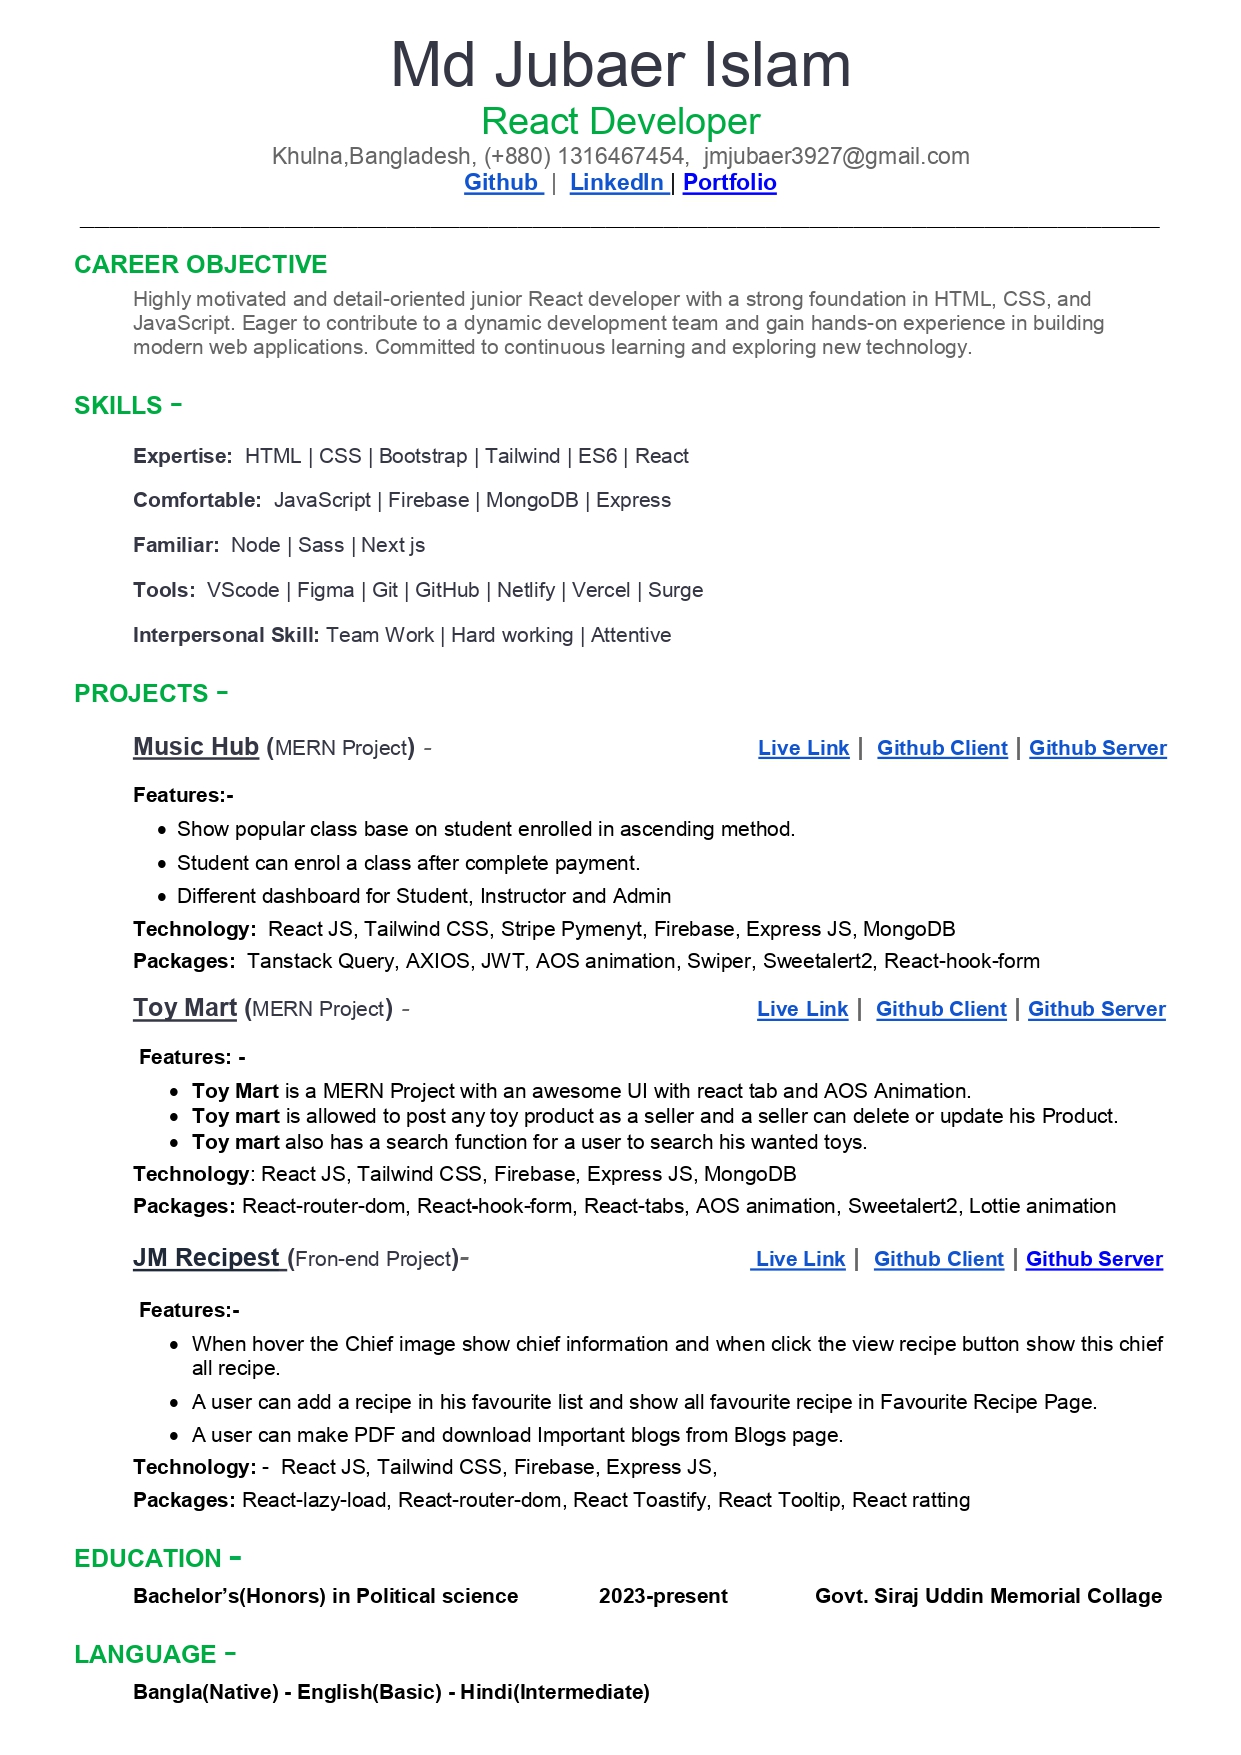 Md Jubaer Islam
React Developer
Khulna,Bangladesh, (+880) 1316467454,  jmjubaer3927@gmail.com
Github  |  LinkedIn | Portfolio
CAREER OBJECTIVE
Highly motivated and detail-oriented junior React developer with a strong foundation in HTML, CSS, and
JavaScript. Eager to contribute to a dynamic development team and gain hands-on experience in building
modern web applications. Committed to continuous learning and exploring new technology.
SKILLS -
Expertise:  HTML | CSS | Bootstrap | Tailwind | ES6 | React
Comfortable:  JavaScript | Firebase | MongoDB | Express
Familiar:  Node | Sass | Next js
Tools:  VScode | Figma | Git | GitHub | Netlify | Vercel | Surge
Interpersonal Skill: Team Work | Hard working | Attentive
PROJECTS -
Music Hub (MERN Project) - Live Link |  Github Client | Github Server
Features:-
• Show popular class base on student enrolled in ascending method.
• Student can enrol a class after complete payment.
• Different dashboard for Student, Instructor and Admin
Technology:  React JS, Tailwind CSS, Stripe Pymenyt, Firebase, Express JS, MongoDB
Packages:  Tanstack Query, AXIOS, JWT, AOS animation, Swiper, Sweetalert2, React-hook-form
Toy Mart (MERN Project) - Live Link |  Github Client | Github Server
Features: -
• Toy Mart is a MERN Project with an awesome UI with react tab and AOS Animation.
• Toy mart is allowed to post any toy product as a seller and a seller can delete or update his Product.
• Toy mart also has a search function for a user to search his wanted toys.
Technology: React JS, Tailwind CSS, Firebase, Express JS, MongoDB
Packages: React-router-dom, React-hook-form, React-tabs, AOS animation, Sweetalert2, Lottie animation
JM Recipest (Fron-end Project)- Live Link |  Github Client | Github Server
Features:-
• When hover the Chief image show chief information and when click the view recipe button show this chief
all recipe.
• A user can add a recipe in his favourite list and show all favourite recipe in Favourite Recipe Page.
• A user can make PDF and download Important blogs from Blogs page.
Technology: -  React JS, Tailwind CSS, Firebase, Express JS,
Packages: React-lazy-load, React-router-dom, React Toastify, React Tooltip, React ratting
EDUCATION -
Bachelor’s(Honors) in Political science 2023-present Govt. Siraj Uddin Memorial Collage
LANGUAGE -
Bangla(Native) - English(Basic) - Hindi(Intermediate)